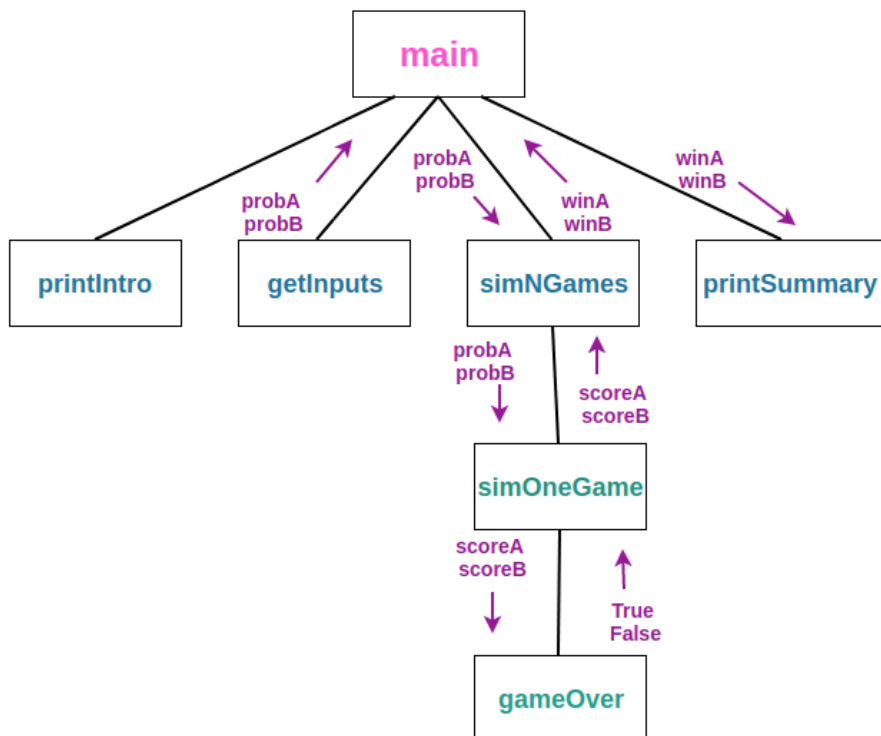 main
probA
probB
probA
probB
winA
winB
winA
winB
printIntro
getInputs
simNGames
printSummary
probA
probB
scoreA
scoreB
simOneGame
scoreA
scoreB
True
False
gameOver